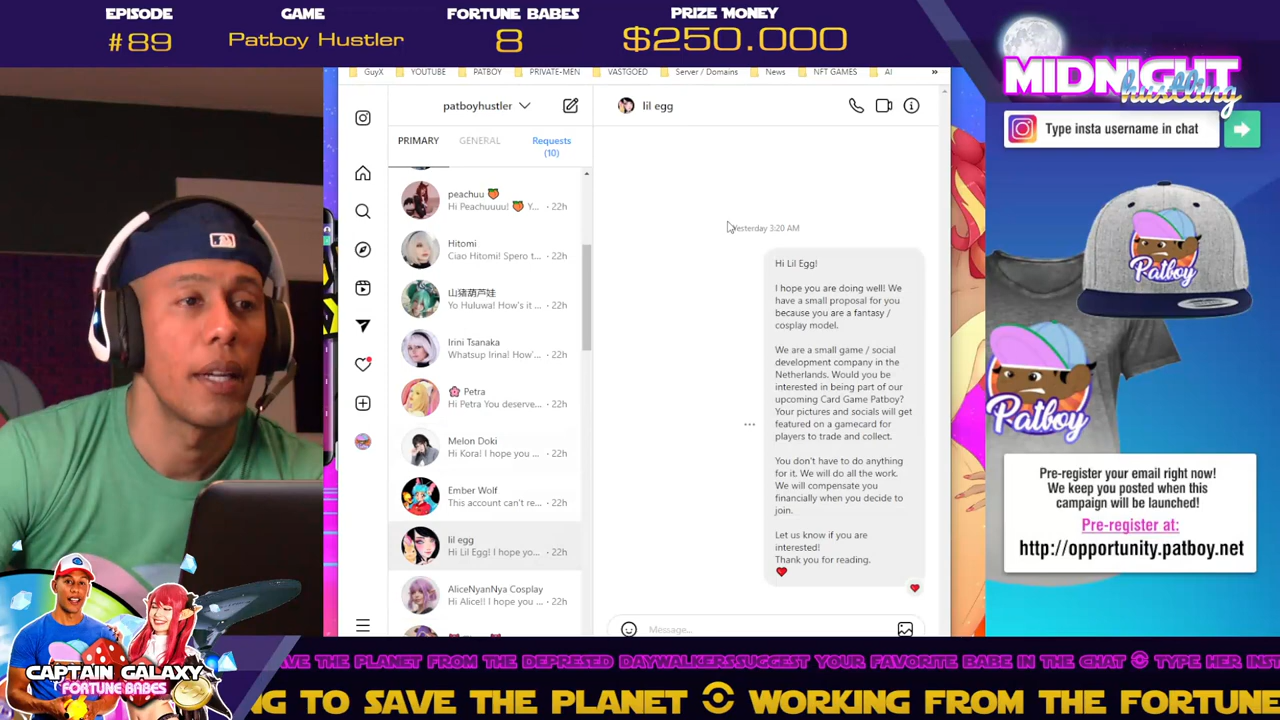 EPISODE
#89
GAME
Patboy Hustler
FORTUNE BABES
8
PRIZE MONEY
$250.000
MIDNIGHT
hustling
Type insta username in chat
GuyX
YOUTUBE
PATBOY
PRIVATE-MEN
VASTGOED
Server / Domains
News
NFT GAMES
AI
»
patboyhustler
PRIMARY
GENERAL
Requests
(10)
peachuu 🍑
Hi Peachuuuu! 🍑 Y... · 22h
Hitomi
Ciao Hitomi! Spero t... · 22h
山猪葫芦娃
Yo Huluwa! How's it ... · 22h
Irini Tsanaka
Whatsup Irina! How'... · 22h
🌸 Petra
Hi Petra You deserve... · 22h
Melon Doki
Hi Kora! I hope you ... · 22h
Ember Wolf
This account can't re... · 22h
lil egg
Hi Lil Egg! I hope yo... · 22h
AliceNyanNya Cosplay
Hi Alice!! I hope you ... · 22h
lil egg
Yesterday 3:20 AM
Hi Lil Egg!
I hope you are doing well! We
have a small proposal for you
because you are a fantasy /
cosplay model.
We are a small game / social
development company in the
Netherlands. Would you be
interested in being part of our
upcoming Card Game Patboy?
Your pictures and socials will get
featured on a gamecard for
players to trade and collect.
You don't have to do anything
for it. We will do all the work.
We will compensate you
financially when you decide to
join.
Let us know if you are
interested!
Thank you for reading.
❤️
Message...
Patboy
Patboy
Pre-register your email right now!
We keep you posted when this
campaign will be launched!
Pre-register at:
http://opportunity.patboy.net
CAPTAIN GALAXY
FORTUNE BABES
AVE THE PLANET FROM THE DEPRESED DAYWALKERS SUGGEST YOUR FAVORITE BABE IN THE CHAT TYPE HER INST
NG TO SAVE THE PLANET WORKING FROM THE FORTUNE